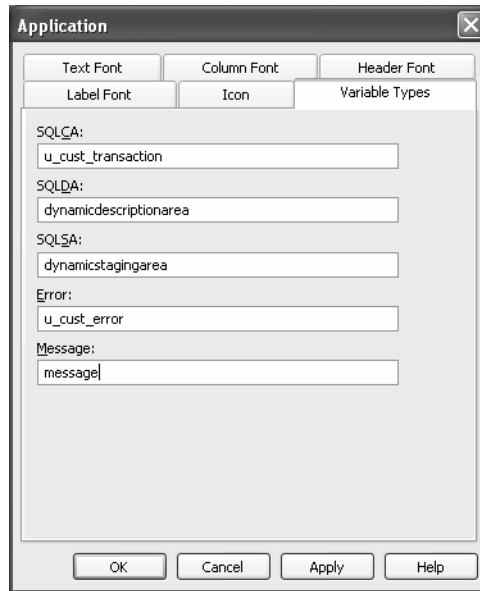 Application
Text Font Column Font Header Font
Label Font Icon Variable Types
SQLCA:
u_cust_transaction
SQLDA:
dynamicdescriptionarea
SQLSA:
dynamicstagingarea
Error:
u_cust_error
Message:
message
OK Cancel Apply Help